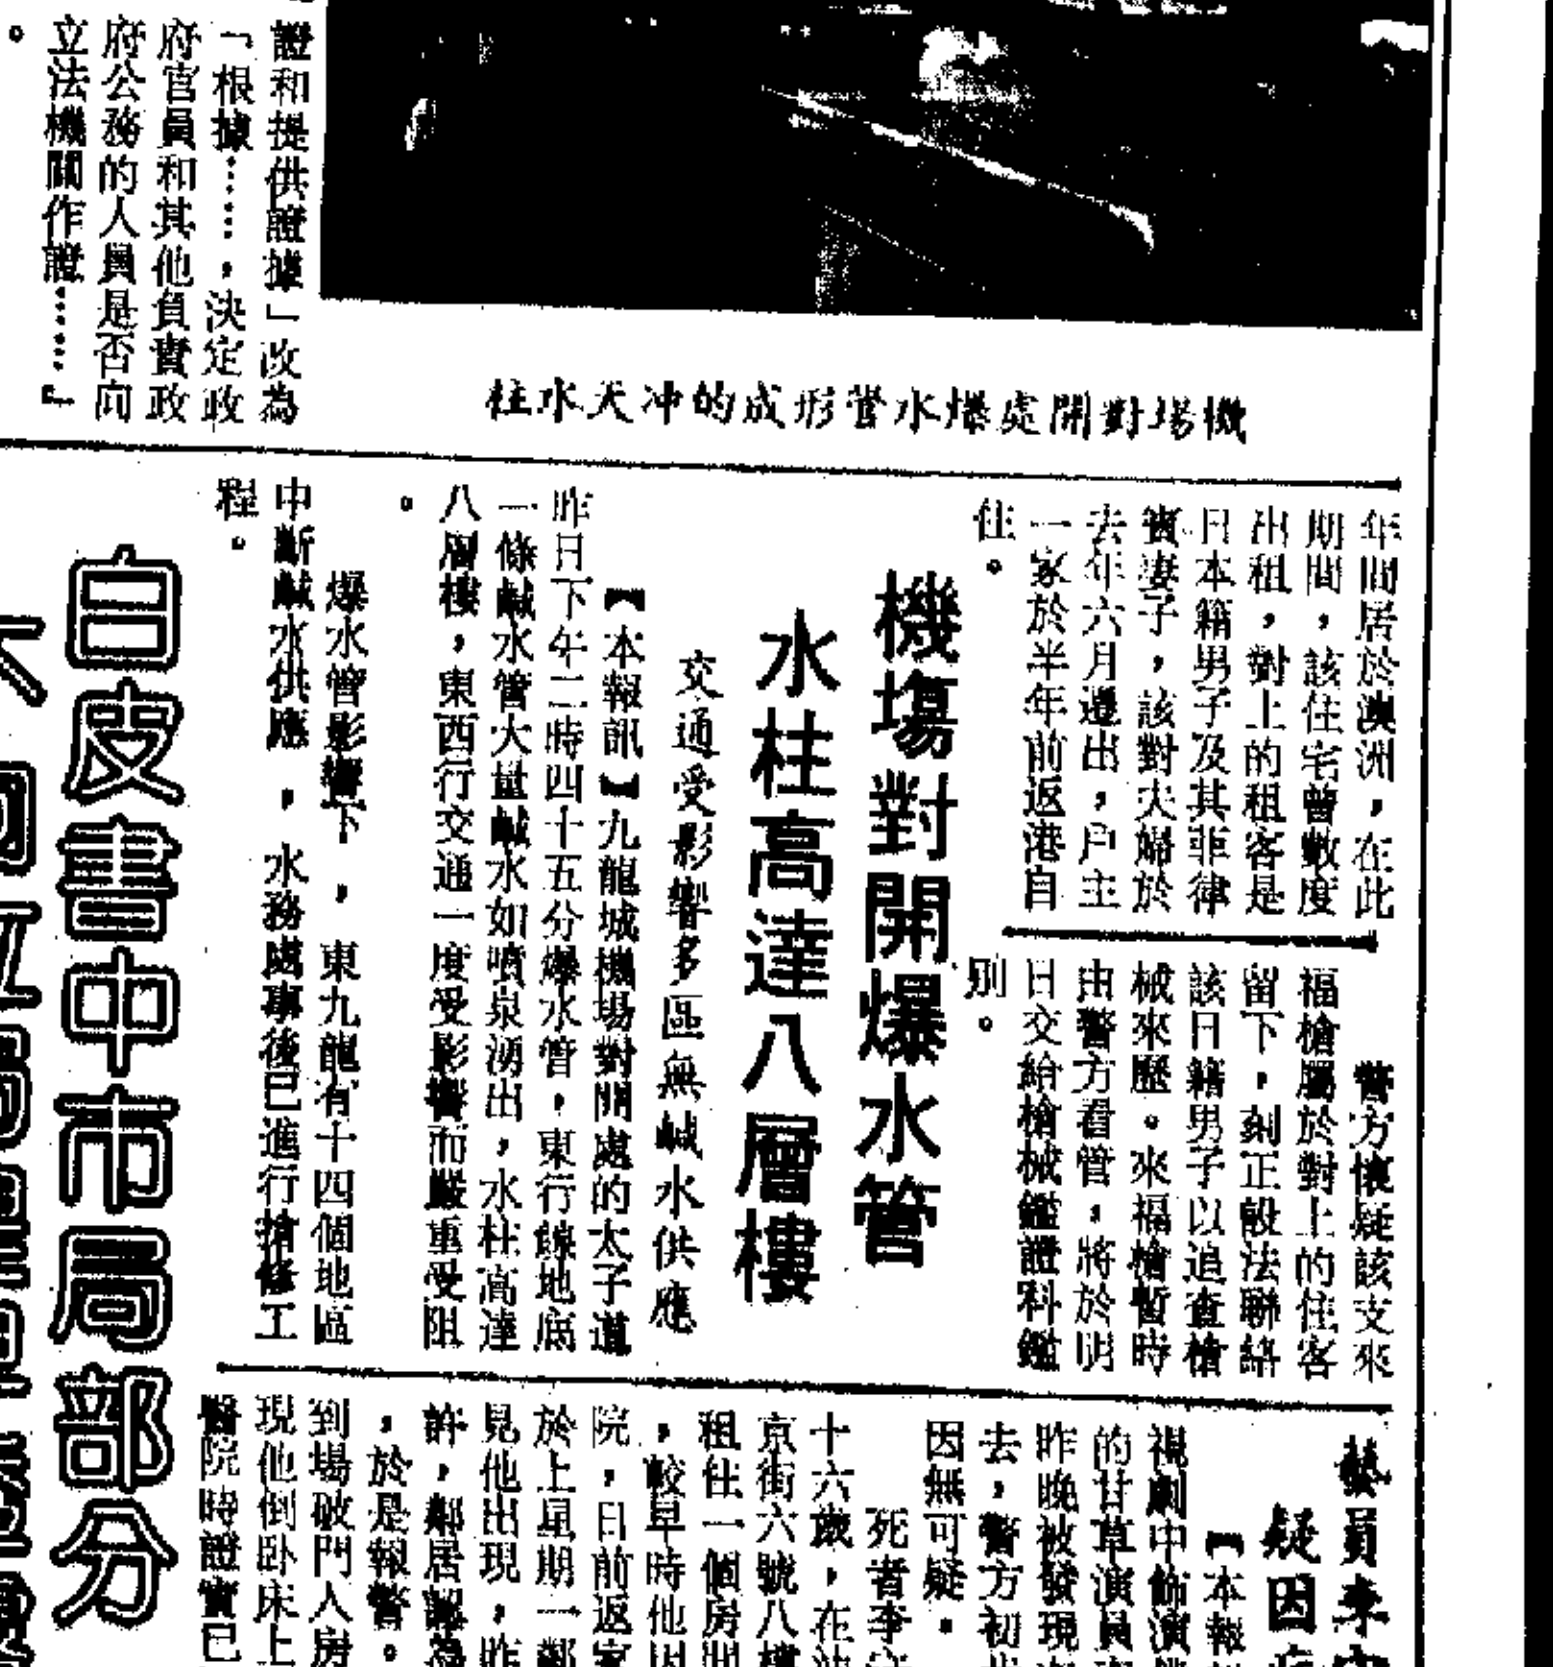 證和提供證據」改為
「根據……，決定政
府官員和其他負責政
府公務的人員是否向
立法機關作證……』
。
機場對開處爆水管形成的冲天水柱
年間居於澳洲，在此
期間，該住宅曾數度
出租，對上的租客是
日本籍男子及其菲律
賓妻子，該對夫婦於
去年六月遷出，戶主
一家於半年前返港自
住。
警方懷疑該支來
福槍屬於對上的住客
留下，刻正設法聯絡
該日籍男子以追查槍
械來歷。來福槍暫時
由警方看管，將於明
日交給槍械鑑證科鑑
別。
機場對開爆水管
水柱高達八層樓
交通受影響多區無鹹水供應
【本報訊】九龍城機場對開處的太子道
昨日下午二時四十五分爆水管，東行線地底
一條鹹水管大量鹹水如噴泉湧出，水柱高達
八層樓，東西行交通一度受影響而嚴重受阻
。
爆水管影響下，東九龍有十四個地區
中斷鹹水供應，水務處事後已進行搶修工
程。
白皮書中市局部分
藝員李
疑因
【本報
視劇中飾演
的甘草演員
昨晚被發現
去，警方初
因無可疑。
死者李
十六歲，在
京街六號八樓
租住一個房
，較早時他因
院，日前返家
於上星期一鄰
見他出現，昨
許，鄰居認為
，於是報警。
到場破門入房
現他倒卧床上
醫院時證實已